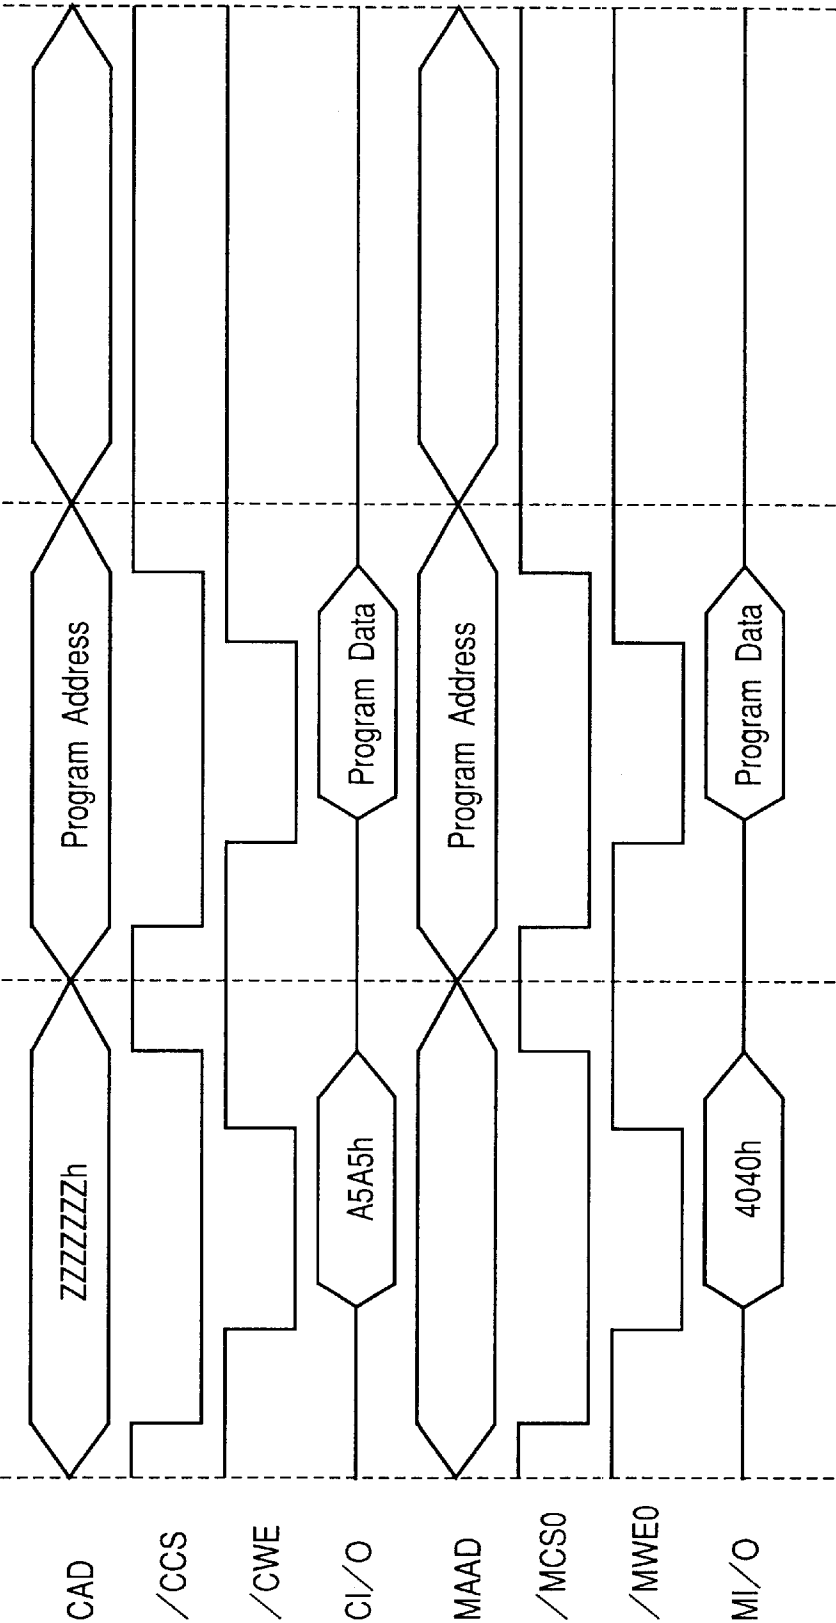 CAD
ZZZZZZZh
Program Address
/CCS
/CWE
CI/O
A5A5h
Program Data
MAAD
Program Address
/MCS0
/MWE0
MI/O
4040h
Program Data